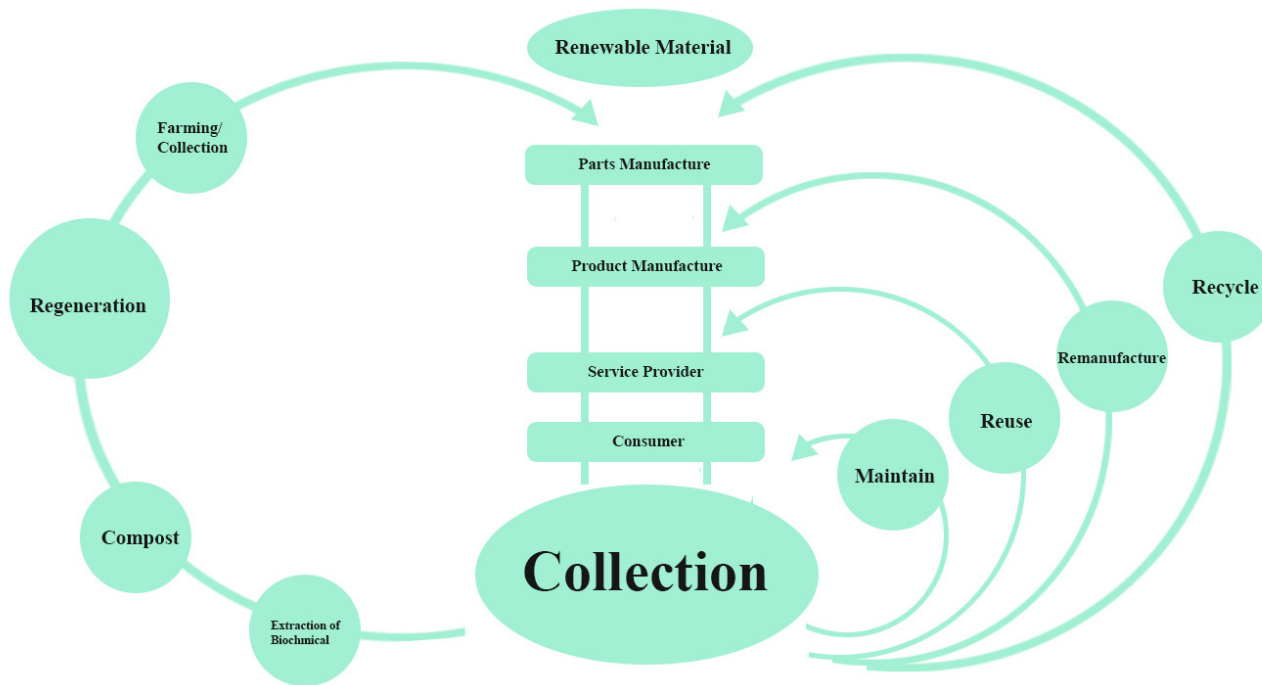 Renewable Material
Farming/
Collection
Parts Manufacture
Product Manufacture
Regeneration
Recycle
Remanufacture
Service Provider
Reuse
Consumer
Maintain
Compost
Collection
Extraction of
Biochmical